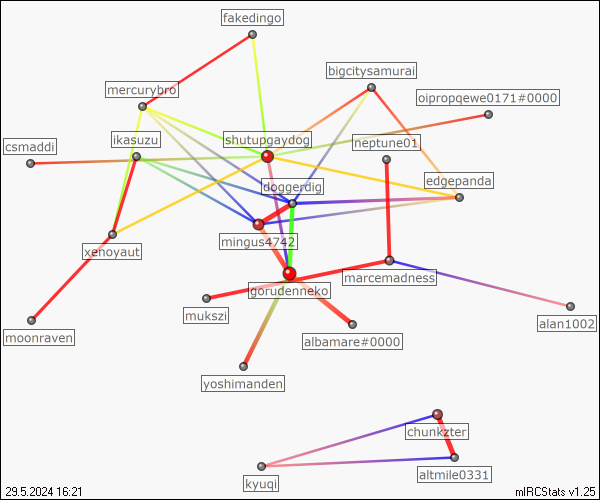 fakedingo
bigcitysamurai
mercurybro
oipropqewe0171#0000
ikasuzu
shutupgaydog
csmaddi
neptune01
edgepanda
doggerdig
mingus4742
xenoyaut
marcemadness
gorudenneko
mukszi
alan1002
moonraven
albamare#0000
yoshimanden
chunkzter
altmile0331
kyuqi
29.5.2024 16:21
mIRCStats v1.25